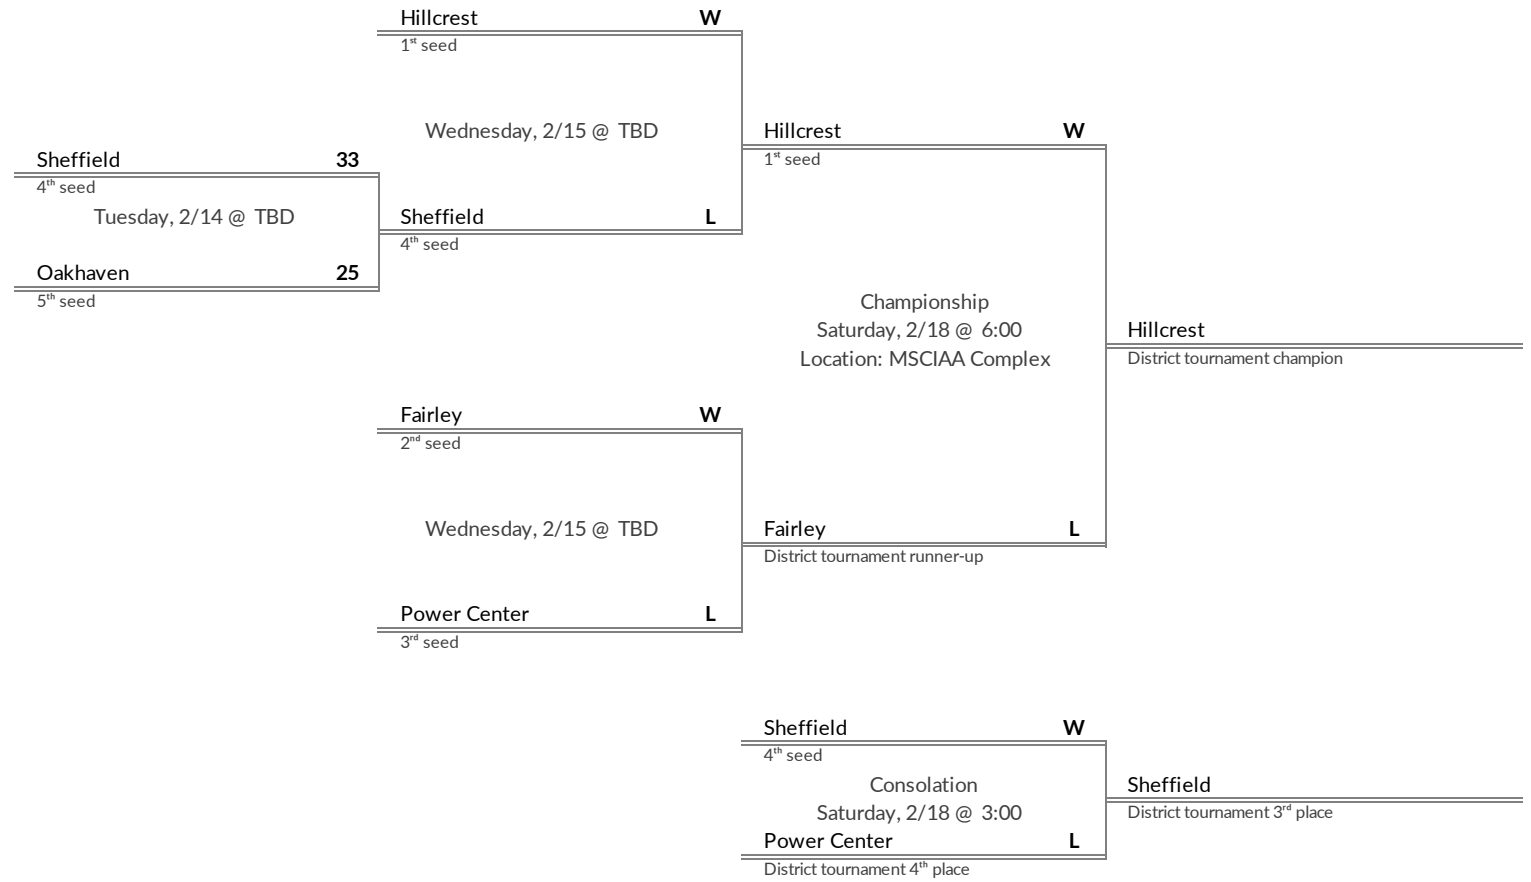 Hillcrest W
1st seed
Wednesday, 2/15 @ TBD
Hillcrest W
1st seed
Sheffield 33
4th seed
Tuesday, 2/14 @ TBD
Sheffield L
4th seed
Oakhaven 25
5th seed
Championship
Saturday, 2/18 @ 6:00
Location: MSCIAA Complex
Hillcrest
District tournament champion
Fairley W
2nd seed
Wednesday, 2/15 @ TBD
Fairley L
District tournament runner-up
Power Center L
3rd seed
Sheffield W
4th seed
Consolation
Saturday, 2/18 @ 3:00
Sheffield
District tournament 3rd place
Power Center L
District tournament 4th place